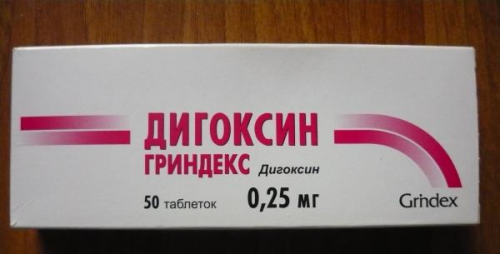 ДИГОКСИН
ГРИНДЕКС Дигоксин
50 таблеток 0,25 мг
Grindex